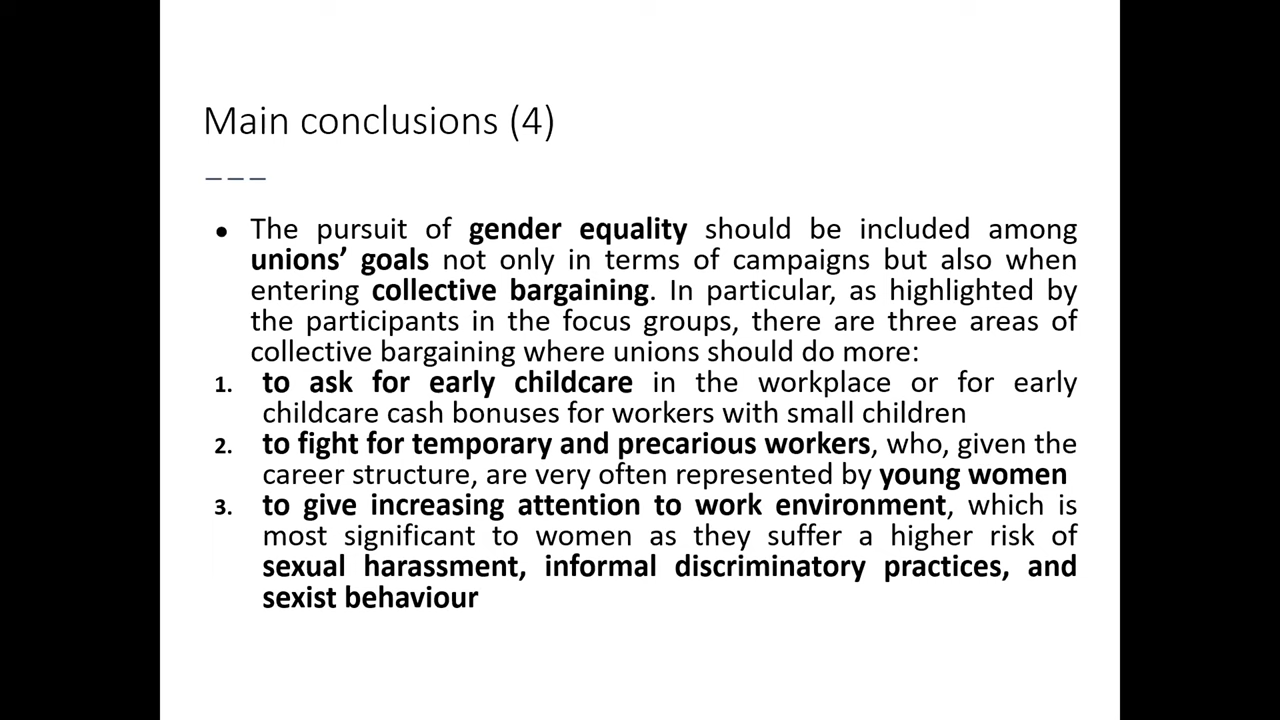 Main conclusions (4)
• The pursuit of gender equality should be included among
unions’ goals not only in terms of campaigns but also when
entering collective bargaining. In particular, as highlighted by
the participants in the focus groups, there are three areas of
collective bargaining where unions should do more:
1. to ask for early childcare in the workplace or for early
childcare cash bonuses for workers with small children
2. to fight for temporary and precarious workers, who, given the
career structure, are very often represented by young women
3. to give increasing attention to work environment, which is
most significant to women as they suffer a higher risk of
sexual harassment, informal discriminatory practices, and
sexist behaviour